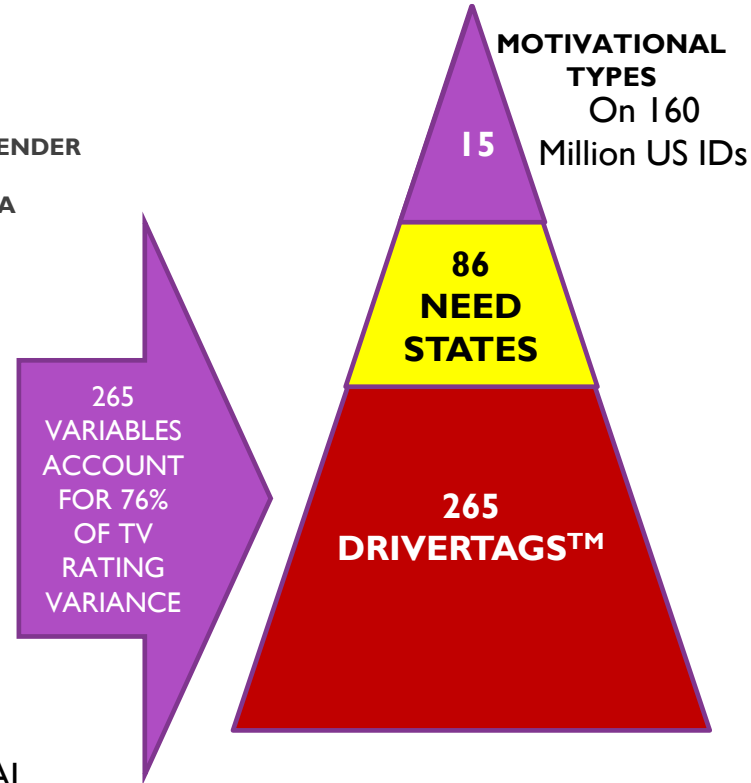 ENDER
A
265
VARIABLES
ACCOUNT
FOR 76%
OF TV
RATING
VARIANCE
AI
MOTIVATIONAL
TYPES
On 160
Million US IDs
15
86
NEED
STATES
265
DRIVERTAGS™